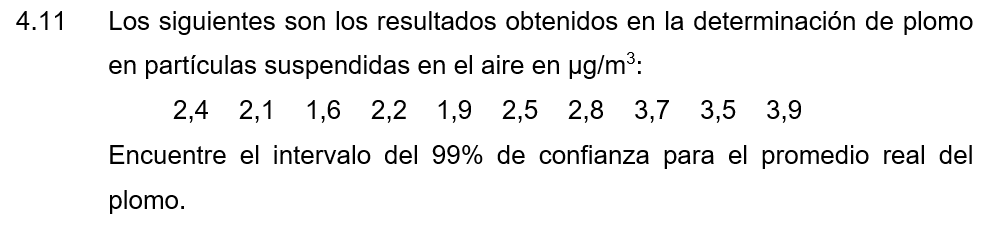 4.11 Los siguientes son los resultados obtenidos en la determinación de plomo
en partículas suspendidas en el aire en μg/m³:
2,4 2,1 1,6 2,2 1,9 2,5 2,8 3,7 3,5 3,9
Encuentre el intervalo del 99% de confianza para el promedio real del
plomo.